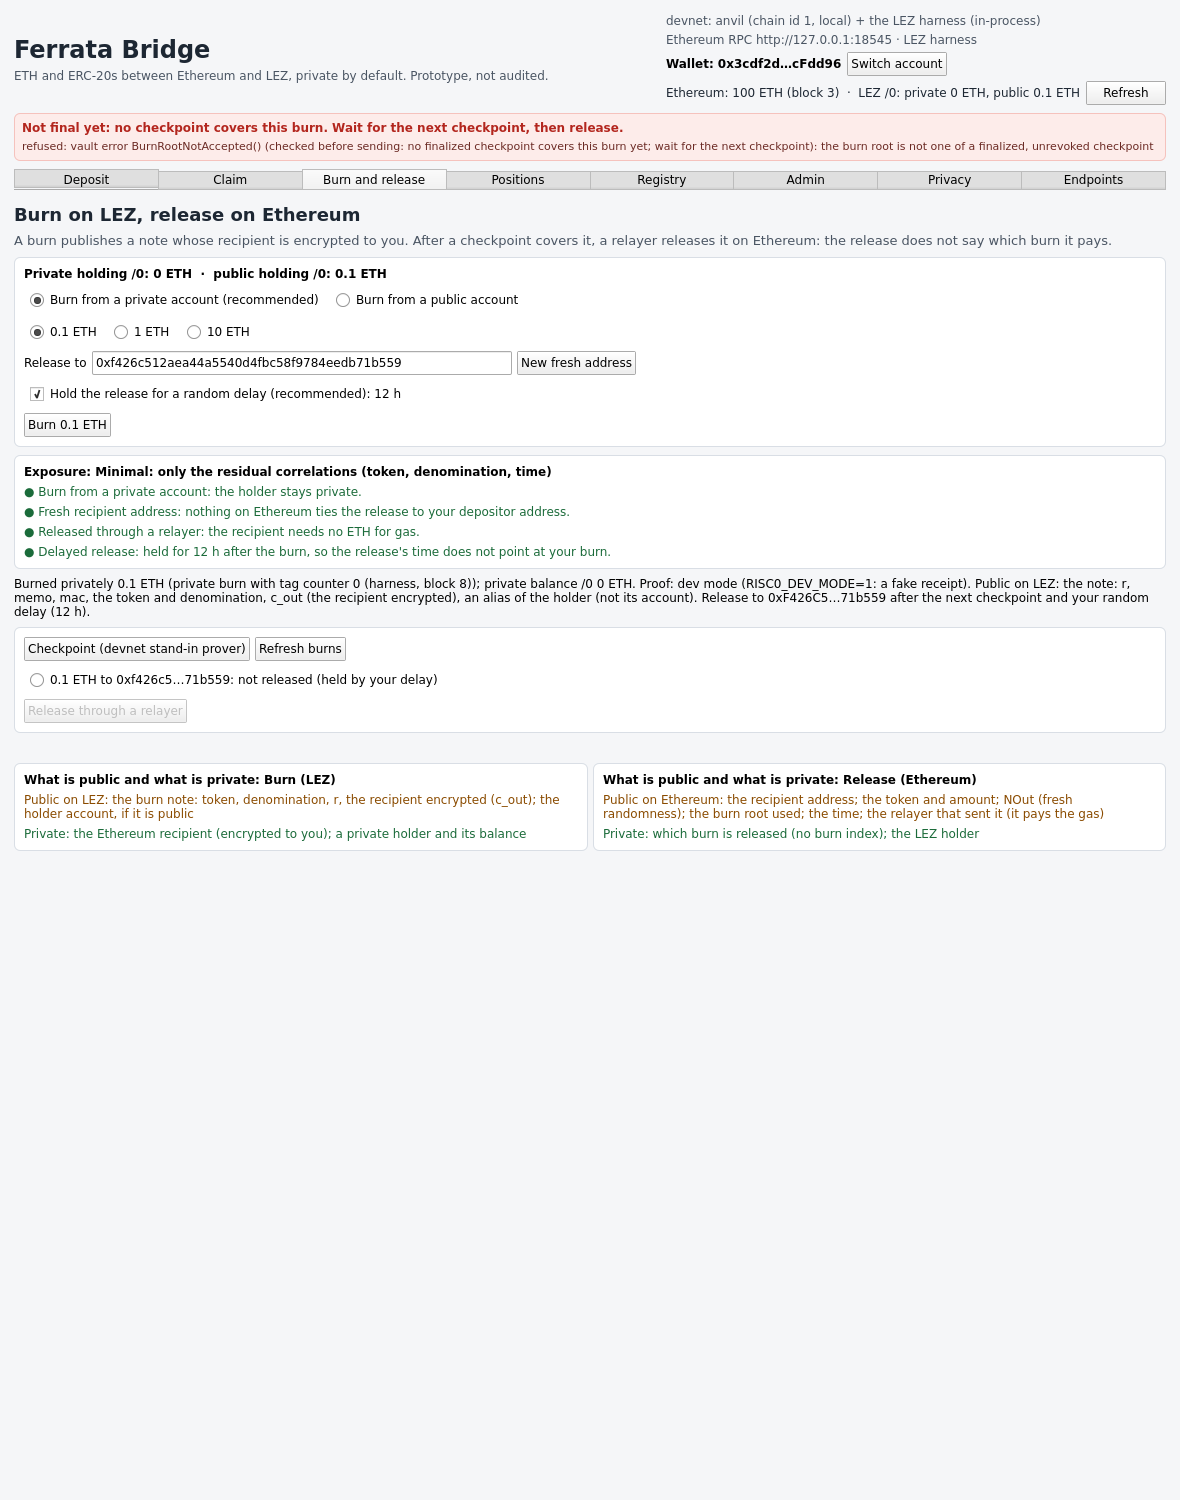 Ferrata Bridge
ETH and ERC-20s between Ethereum and LEZ, private by default. Prototype, not audited.
devnet: anvil (chain id 1, local) + the LEZ harness (in-process)
Ethereum RPC http://127.0.0.1:18545 · LEZ harness
Wallet: 0x3cdf2d…cFdd96 Switch account
Ethereum: 100 ETH (block 3) · LEZ /0: private 0 ETH, public 0.1 ETH Refresh
Not final yet: no checkpoint covers this burn. Wait for the next checkpoint, then release.
refused: vault error BurnRootNotAccepted() (checked before sending: no finalized checkpoint covers this burn yet; wait for the next checkpoint): the burn root is not one of a finalized, unrevoked checkpoint
Deposit Claim Burn and release Positions Registry Admin Privacy Endpoints
Burn on LEZ, release on Ethereum
A burn publishes a note whose recipient is encrypted to you. After a checkpoint covers it, a relayer releases it on Ethereum: the release does not say which burn it pays.
Private holding /0: 0 ETH · public holding /0: 0.1 ETH
Burn from a private account (recommended) Burn from a public account
0.1 ETH 1 ETH 10 ETH
Release to 0xf426c512aea44a5540d4fbc58f9784eedb71b559 New fresh address
Hold the release for a random delay (recommended): 12 h
Burn 0.1 ETH
Exposure: Minimal: only the residual correlations (token, denomination, time)
● Burn from a private account: the holder stays private.
● Fresh recipient address: nothing on Ethereum ties the release to your depositor address.
● Released through a relayer: the recipient needs no ETH for gas.
● Delayed release: held for 12 h after the burn, so the release's time does not point at your burn.
Burned privately 0.1 ETH (private burn with tag counter 0 (harness, block 8)); private balance /0 0 ETH. Proof: dev mode (RISC0_DEV_MODE=1: a fake receipt). Public on LEZ: the note: r,
memo, mac, the token and denomination, c_out (the recipient encrypted), an alias of the holder (not its account). Release to 0xF426C5…71b559 after the next checkpoint and your random
delay (12 h).
Checkpoint (devnet stand-in prover) Refresh burns
0.1 ETH to 0xf426c5…71b559: not released (held by your delay)
Release through a relayer
What is public and what is private: Burn (LEZ)
Public on LEZ: the burn note: token, denomination, r, the recipient encrypted (c_out); the
holder account, if it is public
Private: the Ethereum recipient (encrypted to you); a private holder and its balance
What is public and what is private: Release (Ethereum)
Public on Ethereum: the recipient address; the token and amount; NOut (fresh
randomness); the burn root used; the time; the relayer that sent it (it pays the gas)
Private: which burn is released (no burn index); the LEZ holder